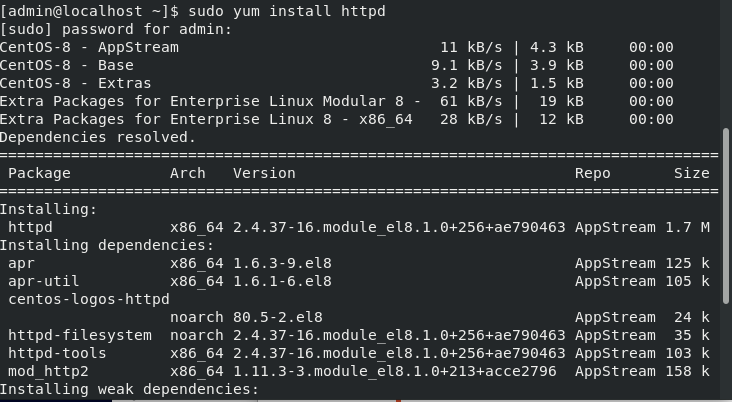 [admin@localhost ~]$ sudo yum install httpd
[sudo] password for admin:
CentOS-8 - AppStream                             11 kB/s | 4.3 kB     00:00
CentOS-8 - Base                                 9.1 kB/s | 3.9 kB     00:00
CentOS-8 - Extras                               3.2 kB/s | 1.5 kB     00:00
Extra Packages for Enterprise Linux Modular 8 -  61 kB/s |  19 kB     00:00
Extra Packages for Enterprise Linux 8 - x86_64   28 kB/s |  12 kB     00:00
Dependencies resolved.
================================================================================
 Package           Arch   Version                               Repo       Size
================================================================================
Installing:
 httpd             x86_64 2.4.37-16.module_el8.1.0+256+ae790463 AppStream 1.7 M
Installing dependencies:
 apr               x86_64 1.6.3-9.el8                           AppStream 125 k
 apr-util          x86_64 1.6.1-6.el8                           AppStream 105 k
 centos-logos-httpd
                   noarch 80.5-2.el8                            AppStream  24 k
 httpd-filesystem  noarch 2.4.37-16.module_el8.1.0+256+ae790463 AppStream  35 k
 httpd-tools       x86_64 2.4.37-16.module_el8.1.0+256+ae790463 AppStream 103 k
 mod_http2         x86_64 1.11.3-3.module_el8.1.0+213+acce2796  AppStream 158 k
Installing weak dependencies: